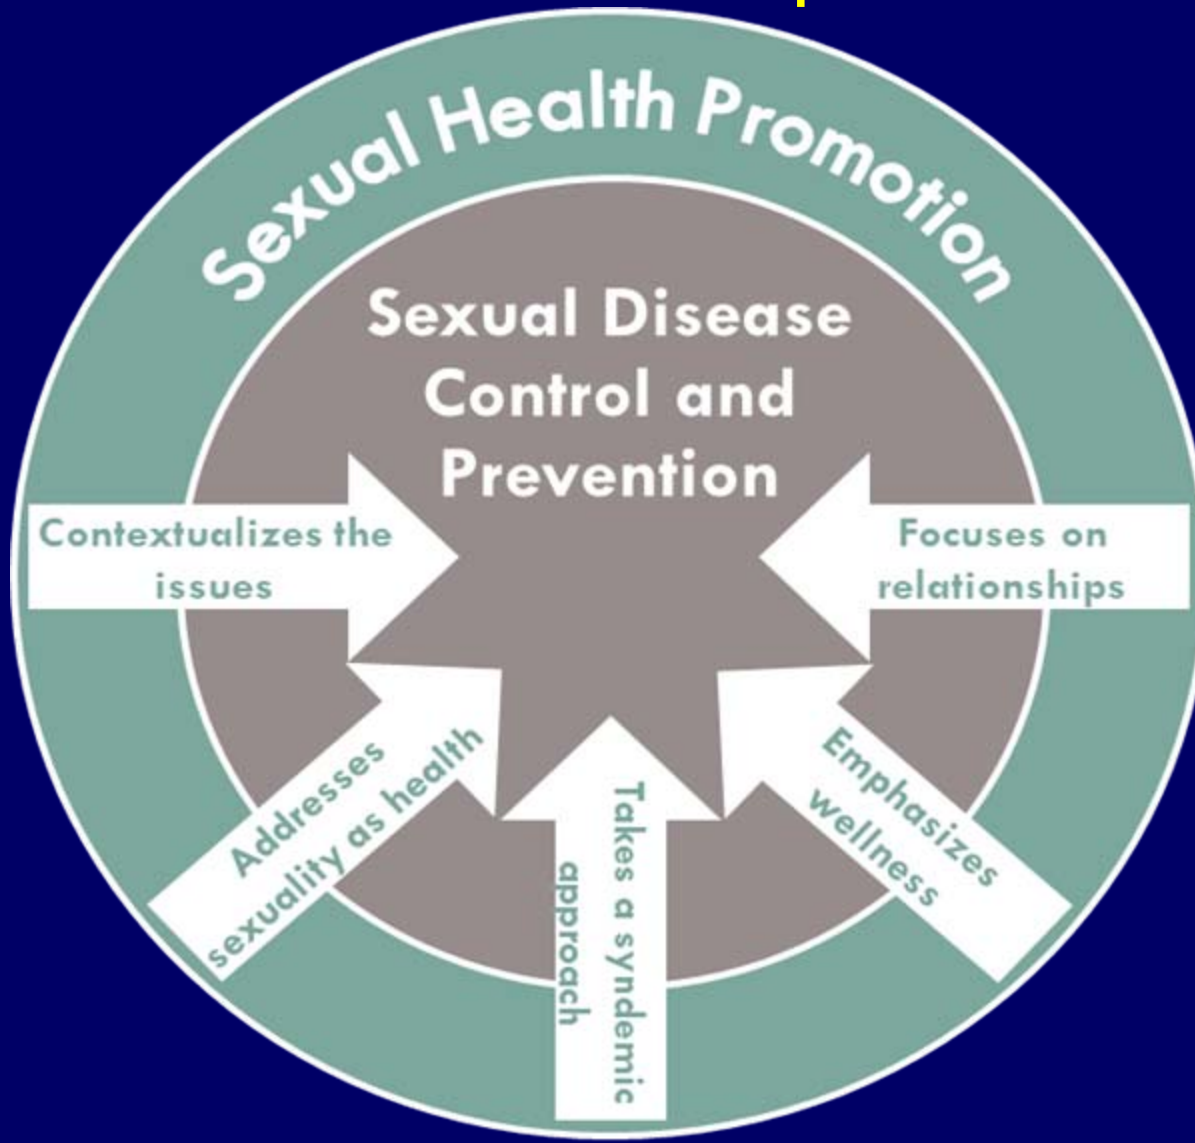 Sexual Health Promotion
Sexual Disease
Control and
Prevention
Contextualizes the
issues
Focuses on
relationships
Addresses
sexuality as health
Takes a syndemic
approach
Emphasizes
wellness